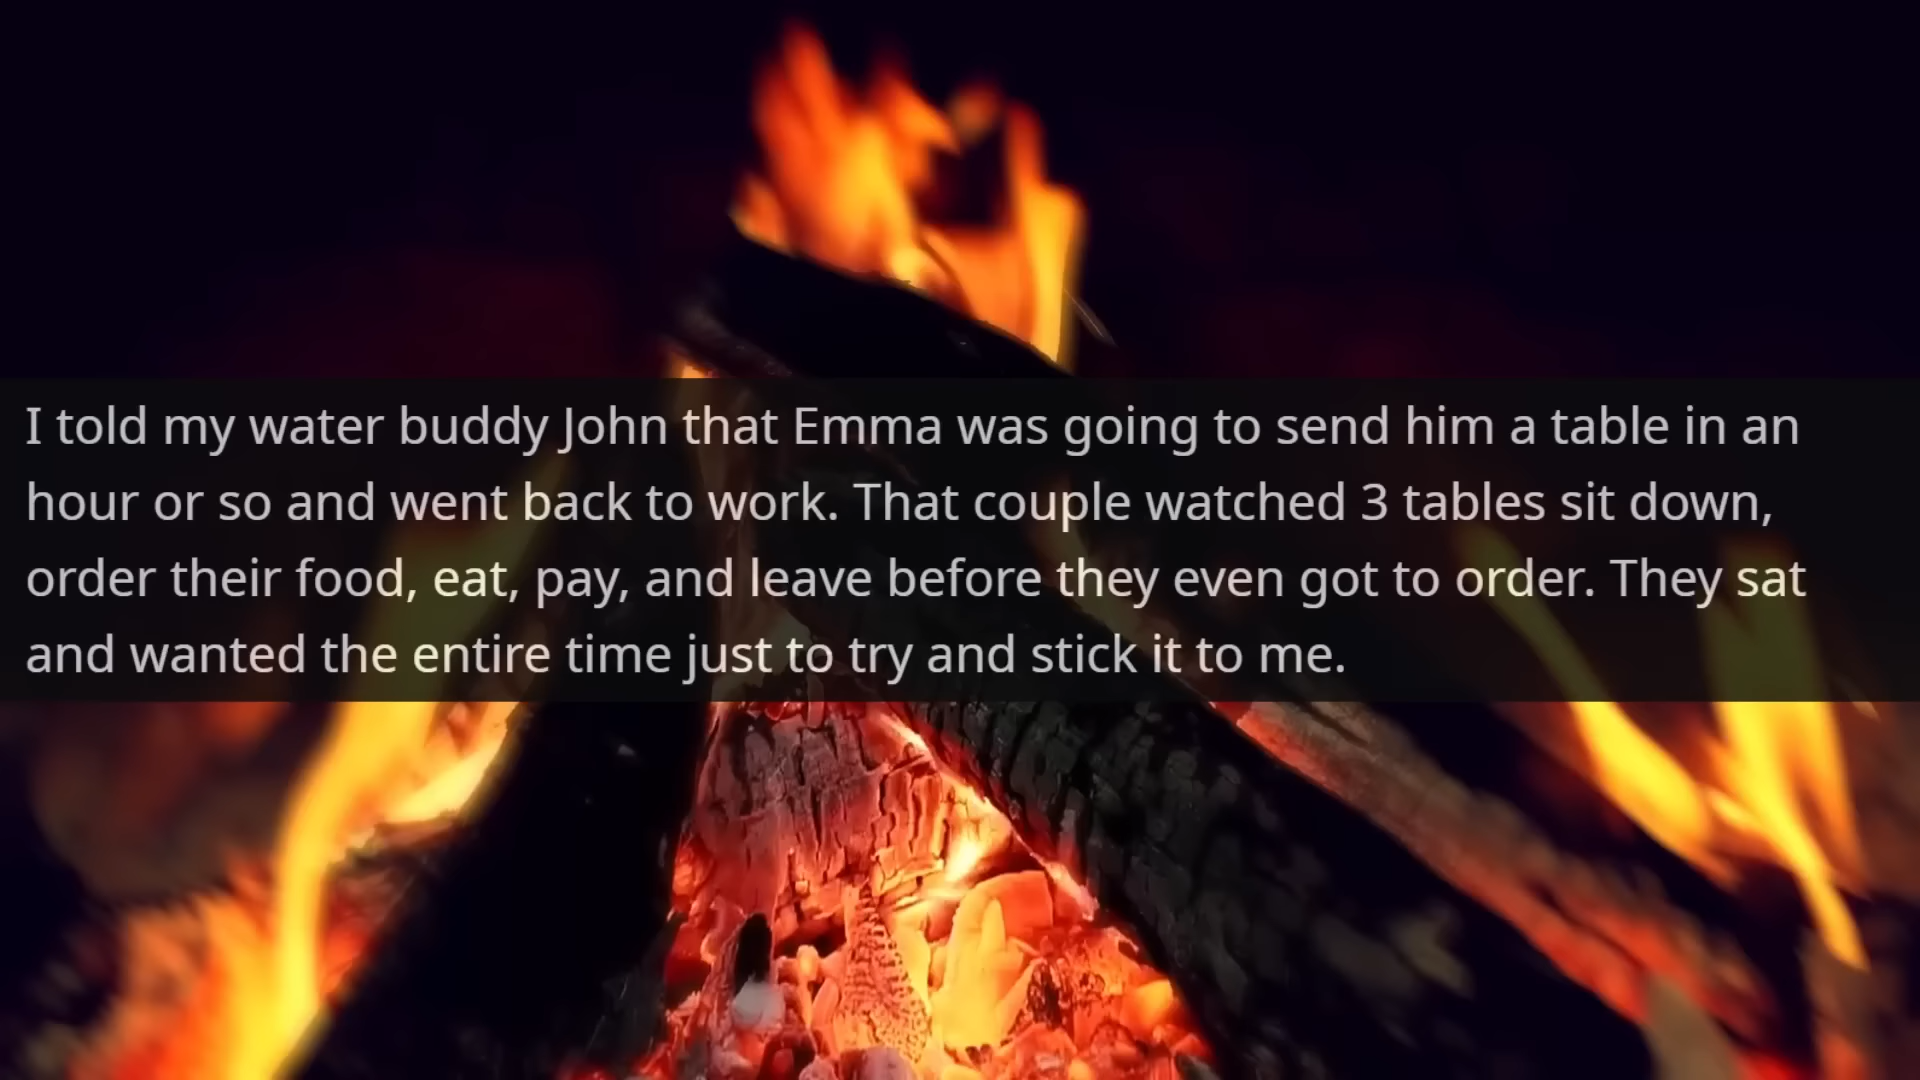 I told my water buddy John that Emma was going to send him a table in an
hour or so and went back to work. That couple watched 3 tables sit down,
order their food, eat, pay, and leave before they even got to order. They sat
and wanted the entire time just to try and stick it to me.